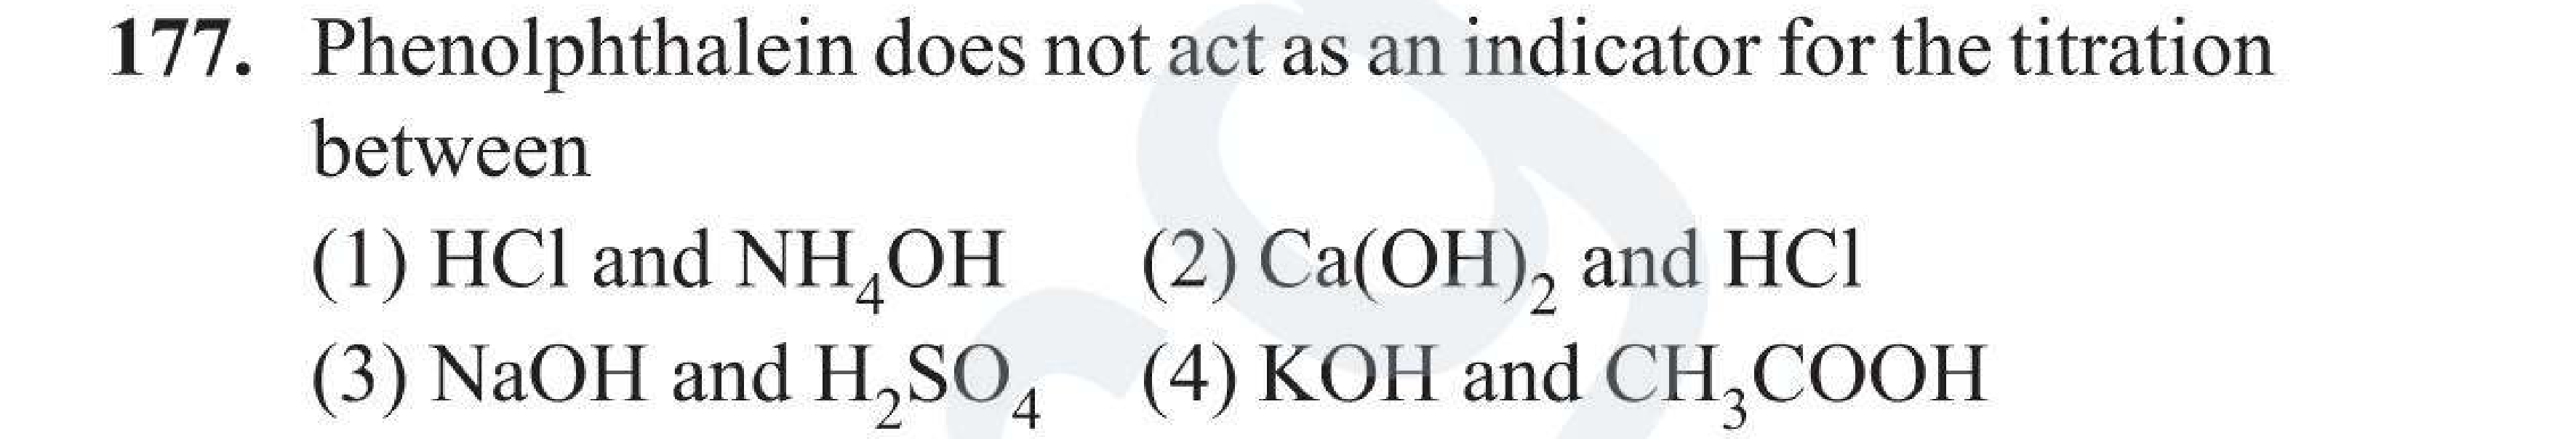 177. Phenolphthalein does not act as an indicator for the titration
between
(1) HCl and NH₄OH (2) Ca(OH)₂ and HCl
(3) NaOH and H₂SO₄ (4) KOH and CH₃COOH